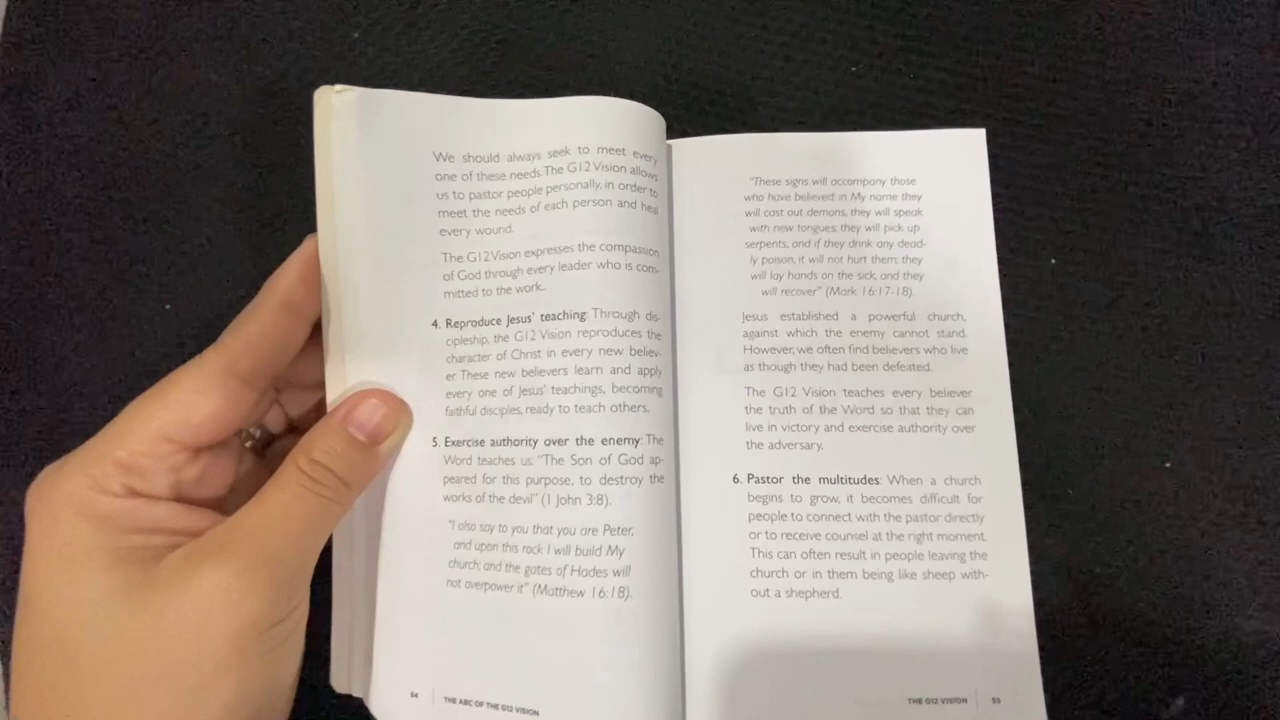 We should always seek to meet every
one of these needs. The G12 Vision allows
us to pastor people personally, in order to
meet the needs of each person and heal
every wound.
The G12 Vision expresses the compassion
of God through every leader who is com-
mitted to the work..
4. Reproduce Jesus' teaching: Through dis-
cipleship, the G12 Vision reproduces the
character of Christ in every new believ-
er. These new believers learn and apply
every one of Jesus' teachings, becoming
faithful disciples, ready to teach others.
5. Exercise authority over the enemy: The
Word teaches us: "The Son of God ap-
peared for this purpose, to destroy the
works of the devil" (1 John 3:8).
"I also say to you that you are Peter,
and upon this rock I will build My
church; and the gates of Hades will
not overpower it" (Matthew 16:18).
54 | THE ABC OF THE G12 VISION
"These signs will accompany those
who have believed: in My name they
will cast out demons, they will speak
with new tongues; they will pick up
serpents, and if they drink any dead-
ly poison, it will not hurt them; they
will lay hands on the sick, and they
will recover" (Mark 16:17-18).
Jesus established a powerful church,
against which the enemy cannot stand.
However, we often find believers who live
as though they had been defeated.
The G12 Vision teaches every believer
the truth of the Word so that they can
live in victory and exercise authority over
the adversary.
6. Pastor the multitudes: When a church
begins to grow, it becomes difficult for
people to connect with the pastor directly
or to receive counsel at the right moment.
This can often result in people leaving the
church or in them being like sheep with-
out a shepherd.
THE G12 VISION | 55